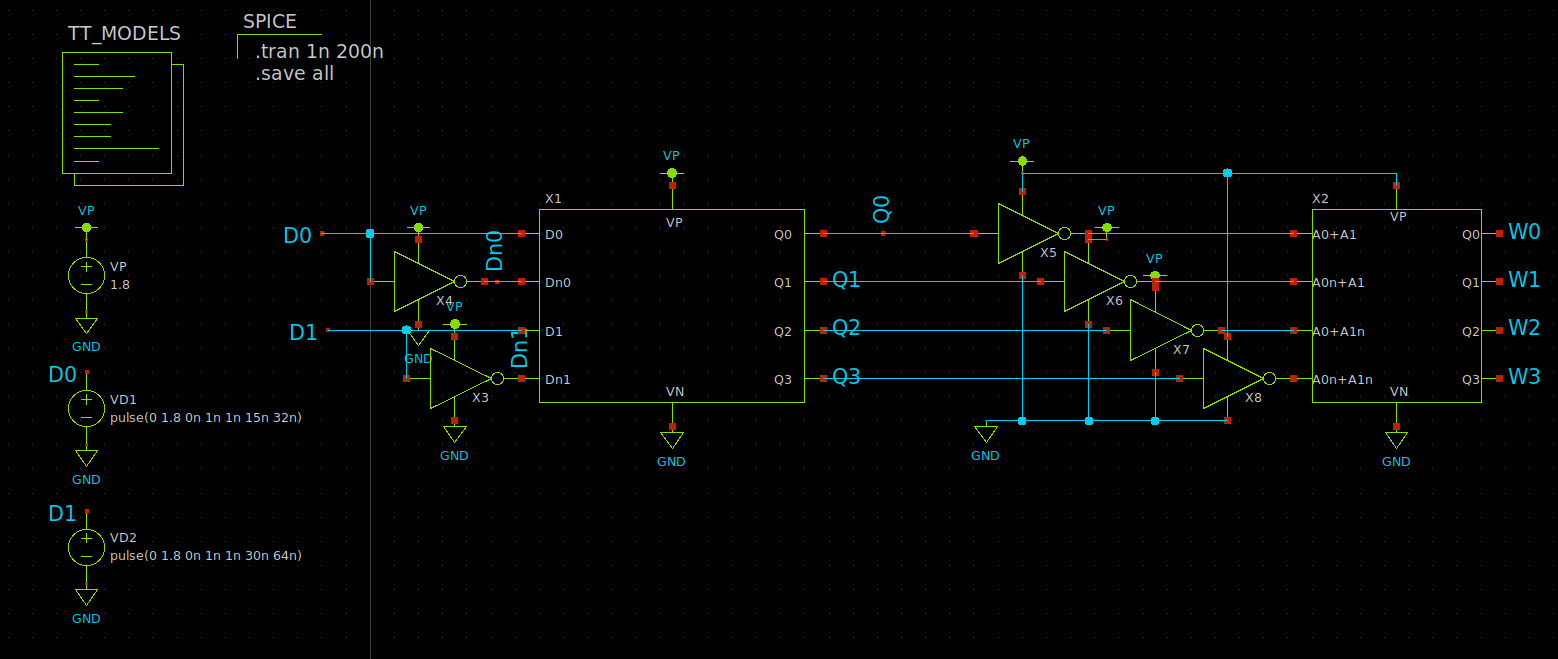 TT_MODELS
SPICE
.tran 1n 200n
.save all
VP
VP
1.8
GND
D0
VD1
pulse(0 1.8 0n 1n 1n 15n 32n)
GND
D1
VD2
pulse(0 1.8 0n 1n 1n 30n 64n)
GND
D0
D1
VP
X4
GND
Dn0
VP
X3
GND
Dn1
X1
VP
VP
D0
Dn0
D1
Dn1
Q0
Q1
Q2
Q3
VN
GND
Q0
Q1
Q2
Q3
VP
X5
VP
X6
VP
X7
X8
GND
X2
VP
A0+A1
A0n+A1
A0+A1n
A0n+A1n
Q0
Q1
Q2
Q3
VN
GND
W0
W1
W2
W3